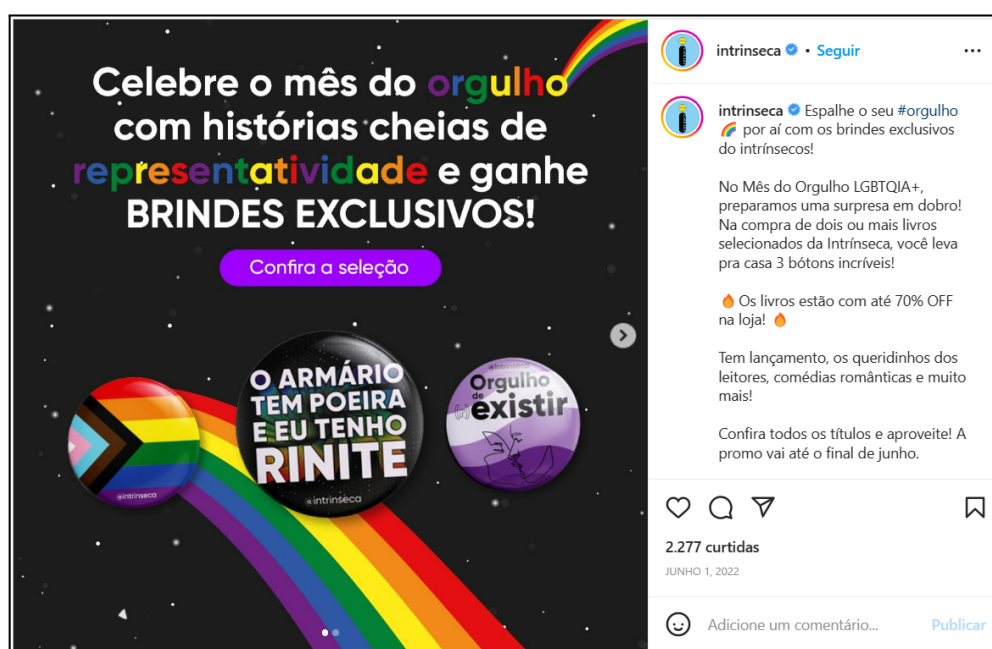 Celebre o mês do orgulho
com histórias cheias de
representatividade e ganhe
BRINDES EXCLUSIVOS!
Confira a seleção
@intrinseca
O ARMÁRIO
TEM POEIRA
E EU TENHO
RINITE
@intrinseca
@intrinseca
Orgulho
de
(r)existir
intrinseca • Seguir
intrinseca Espalhe o seu #orgulho
🌈 por aí com os brindes exclusivos
do intrínsecos!
No Mês do Orgulho LGBTQIA+,
preparamos uma surpresa em dobro!
Na compra de dois ou mais livros
selecionados da Intrínseca, você leva
pra casa 3 bótons incríveis!
🔥 Os livros estão com até 70% OFF
na loja! 🔥
Tem lançamento, os queridinhos dos
leitores, comédias românticas e muito
mais!
Confira todos os títulos e aproveite! A
promo vai até o final de junho.
2.277 curtidas
JUNHO 1, 2022
Adicione um comentário...
Publicar